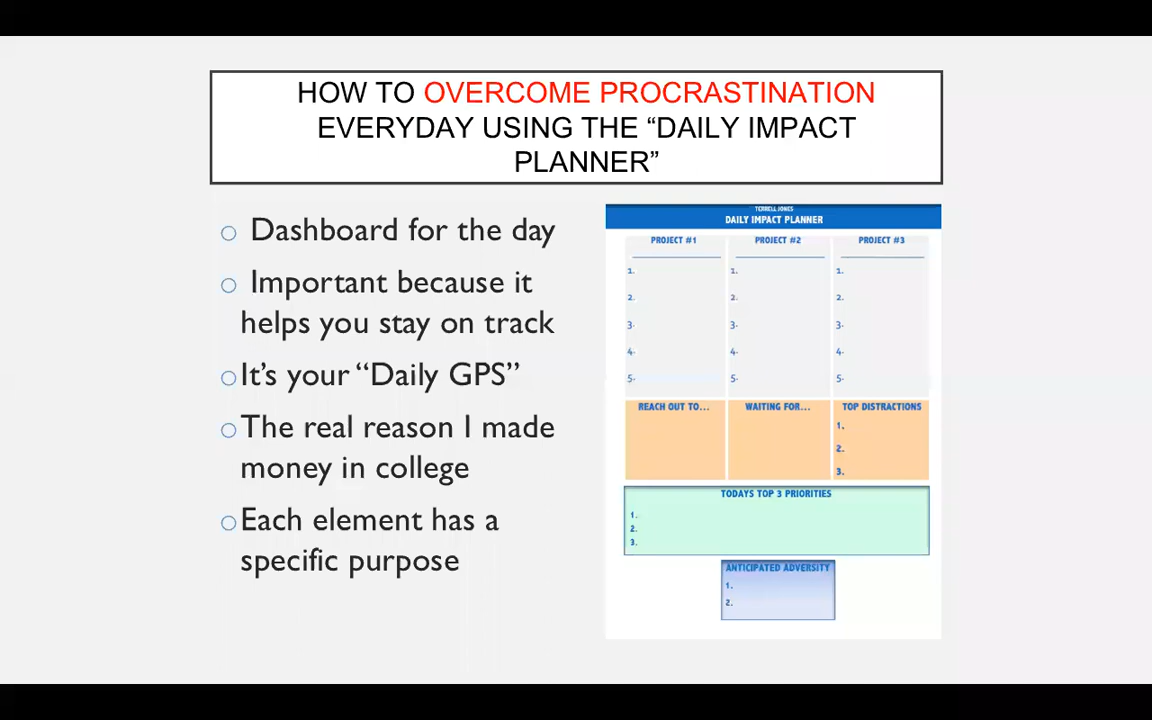 HOW TO OVERCOME PROCRASTINATION
EVERYDAY USING THE “DAILY IMPACT
PLANNER”
Dashboard for the day
Important because it
helps you stay on track
It’s your “Daily GPS”
The real reason I made
money in college
Each element has a
specific purpose
TERRELL JONES
DAILY IMPACT PLANNER
PROJECT #1 PROJECT #2 PROJECT #3
1. 1. 1.
2. 2. 2.
3. 3. 3.
4. 4. 4.
5. 5. 5.
REACH OUT TO... WAITING FOR... TOP DISTRACTIONS
1.
2.
3.
TODAYS TOP 3 PRIORITIES
1.
2.
3.
ANTICIPATED ADVERSITY
1.
2.